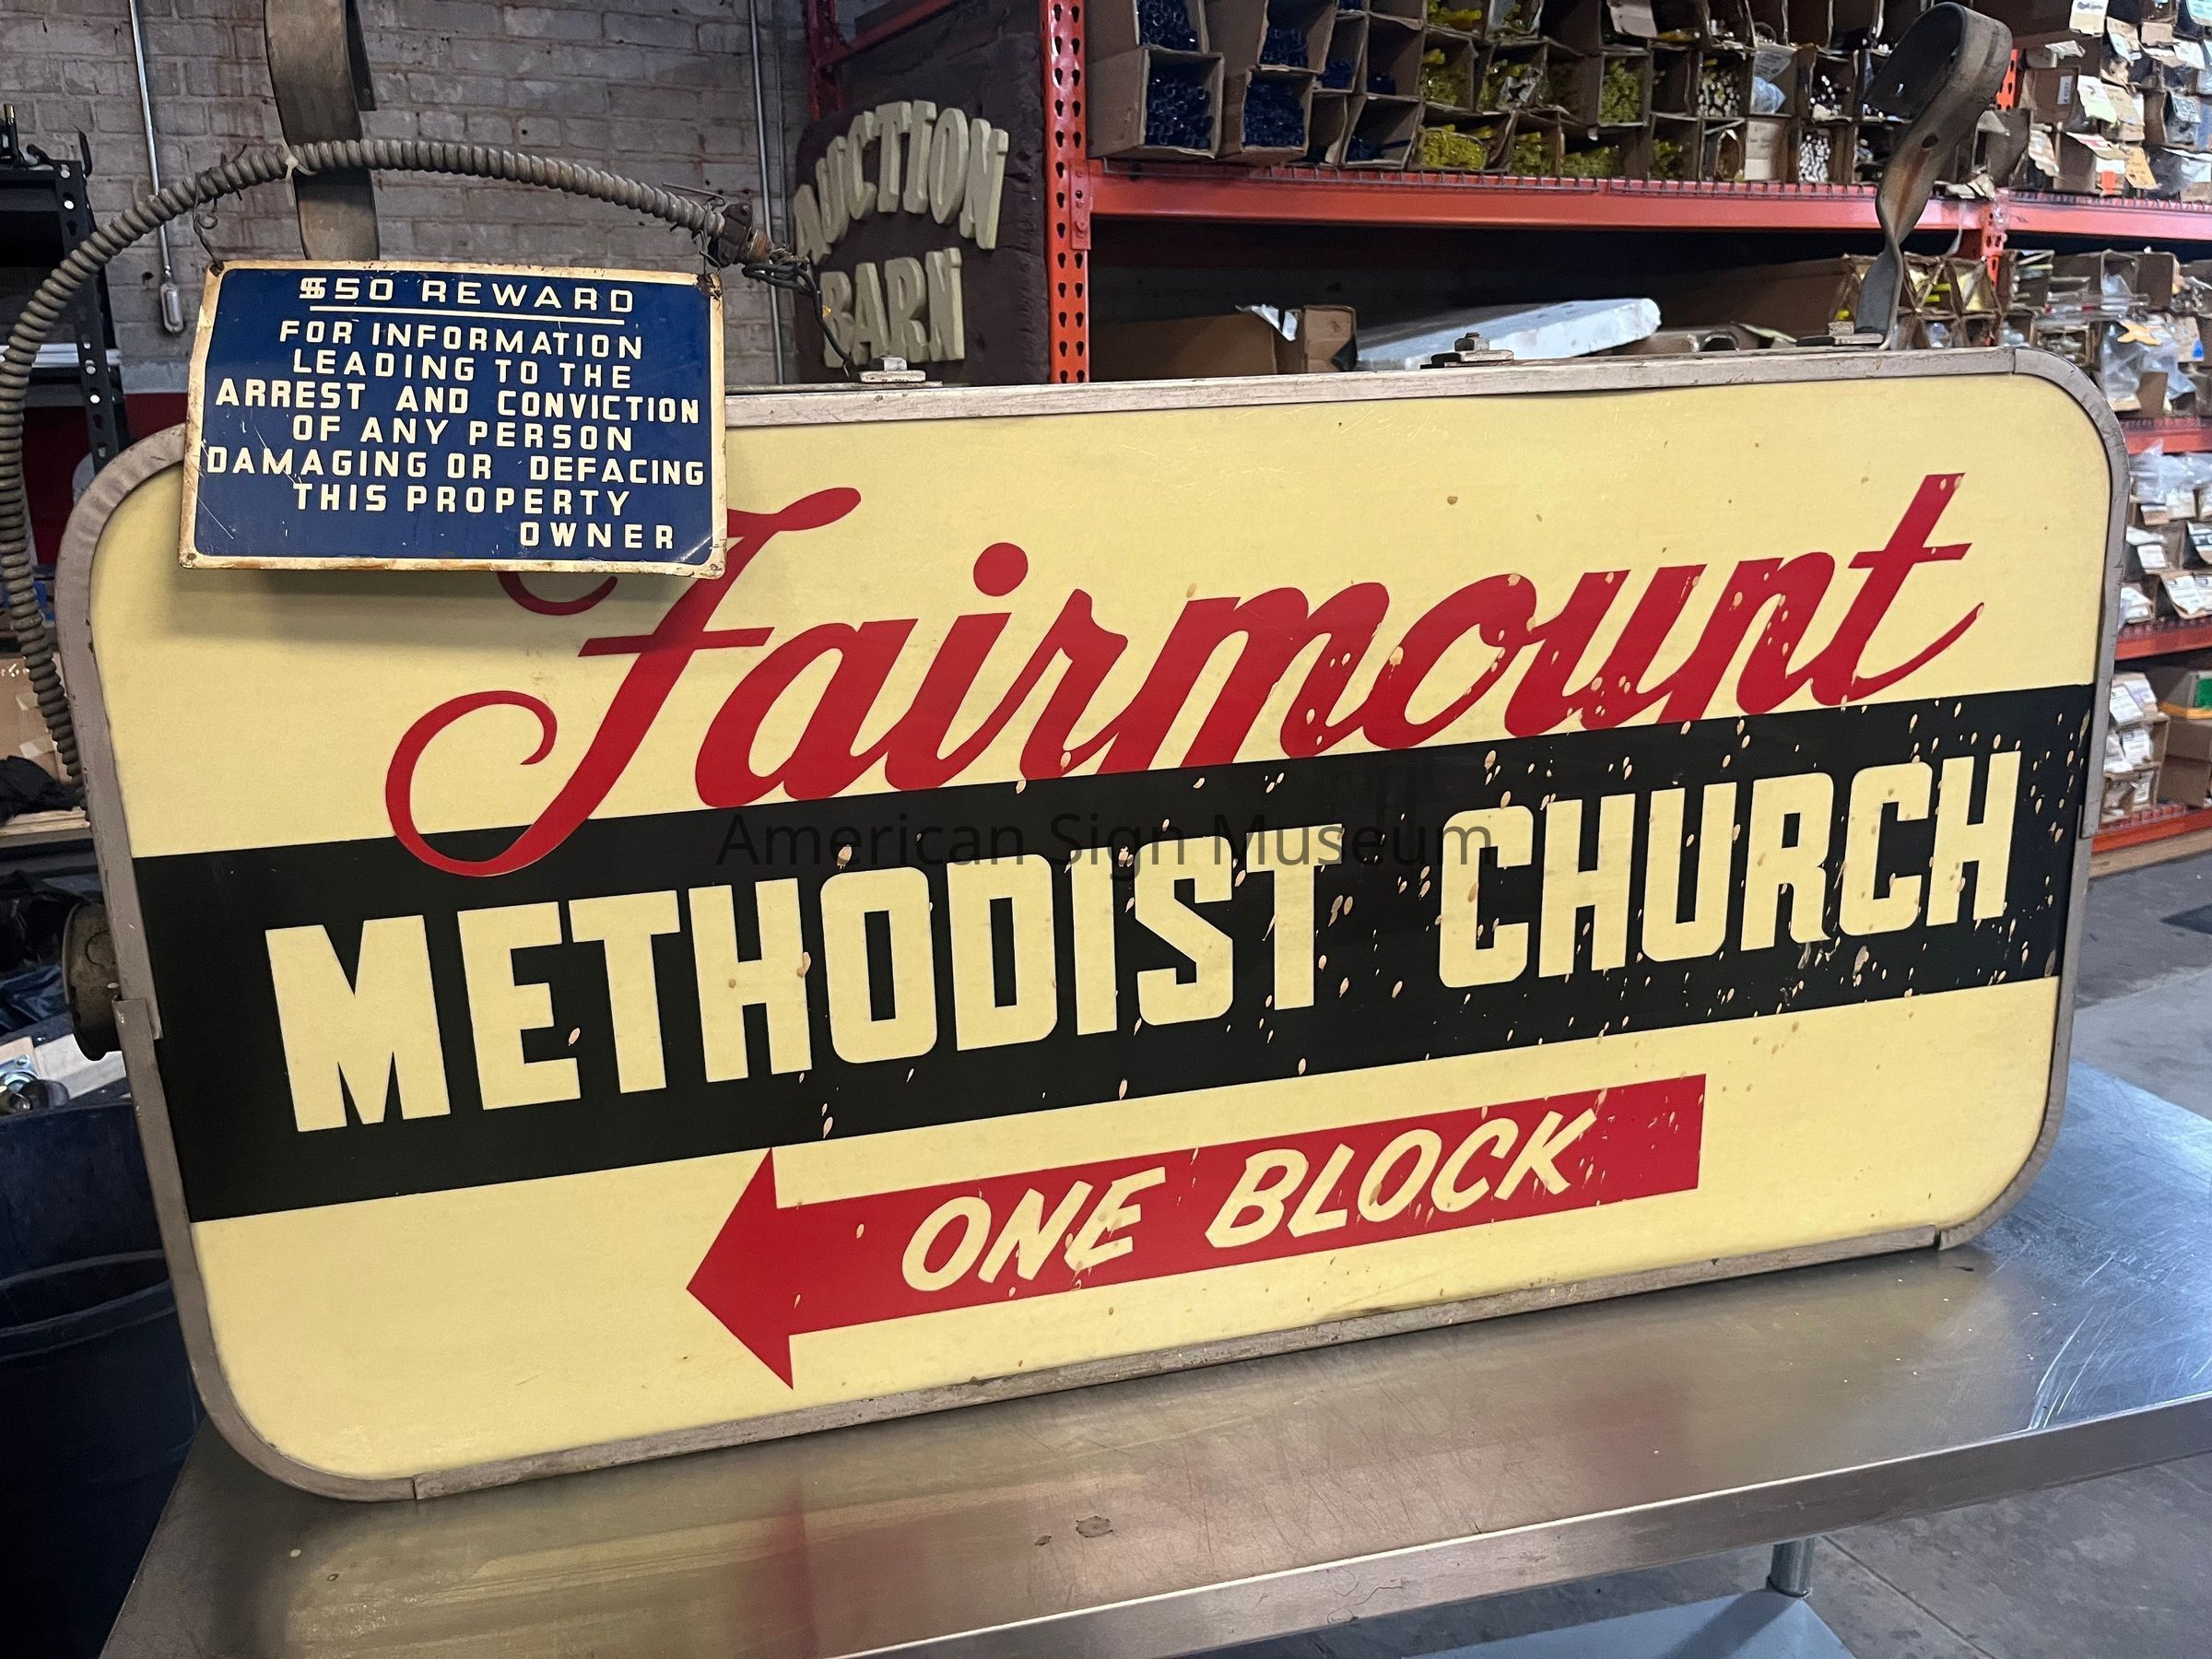 AUCTION
BARN
$50 REWARD
FOR INFORMATION
LEADING TO THE
ARREST AND CONVICTION
OF ANY PERSON
DAMAGING OR DEFACING
THIS PROPERTY
OWNER
Fairmount
METHODIST CHURCH
ONE BLOCK
American Sign Museum